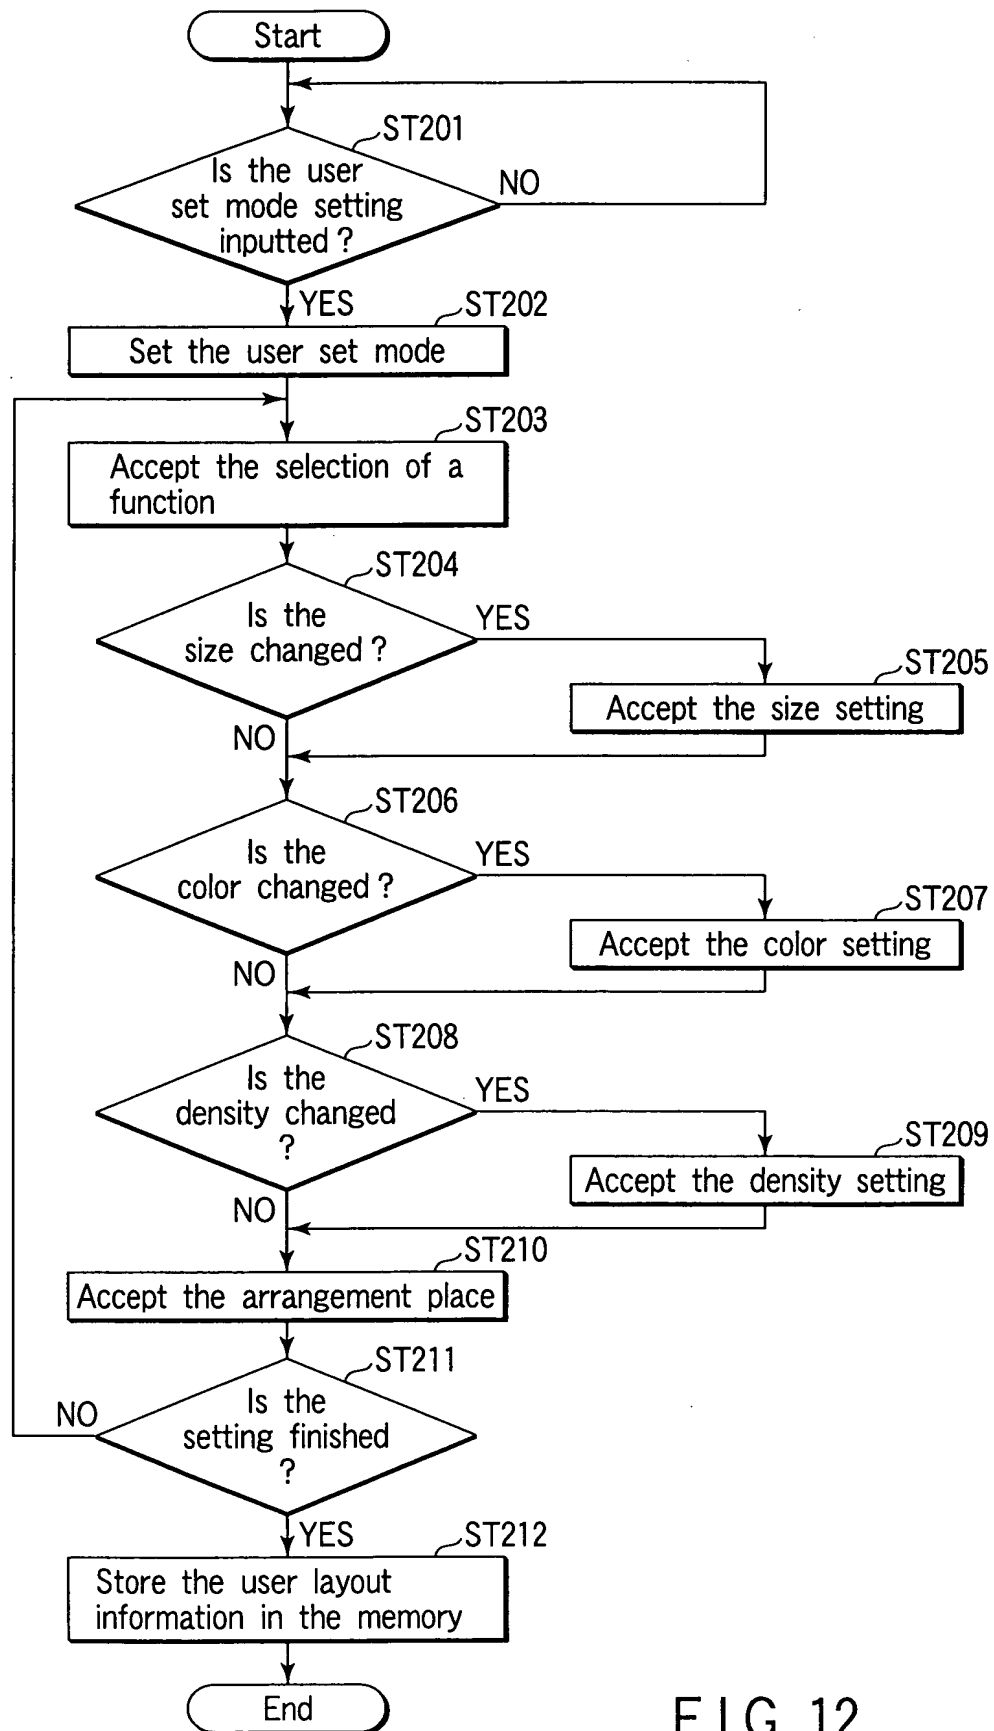 Start
ST201
Is the user
set mode setting
inputted ?
NO
YES
ST202
Set the user set mode
ST203
Accept the selection of a
function
ST204
Is the
size changed ?
YES
ST205
Accept the size setting
NO
ST206
Is the
color changed ?
YES
ST207
Accept the color setting
NO
ST208
Is the
density changed
?
YES
ST209
Accept the density setting
NO
ST210
Accept the arrangement place
ST211
Is the
setting finished
?
NO
YES
ST212
Store the user layout
information in the memory
End
FIG. 12